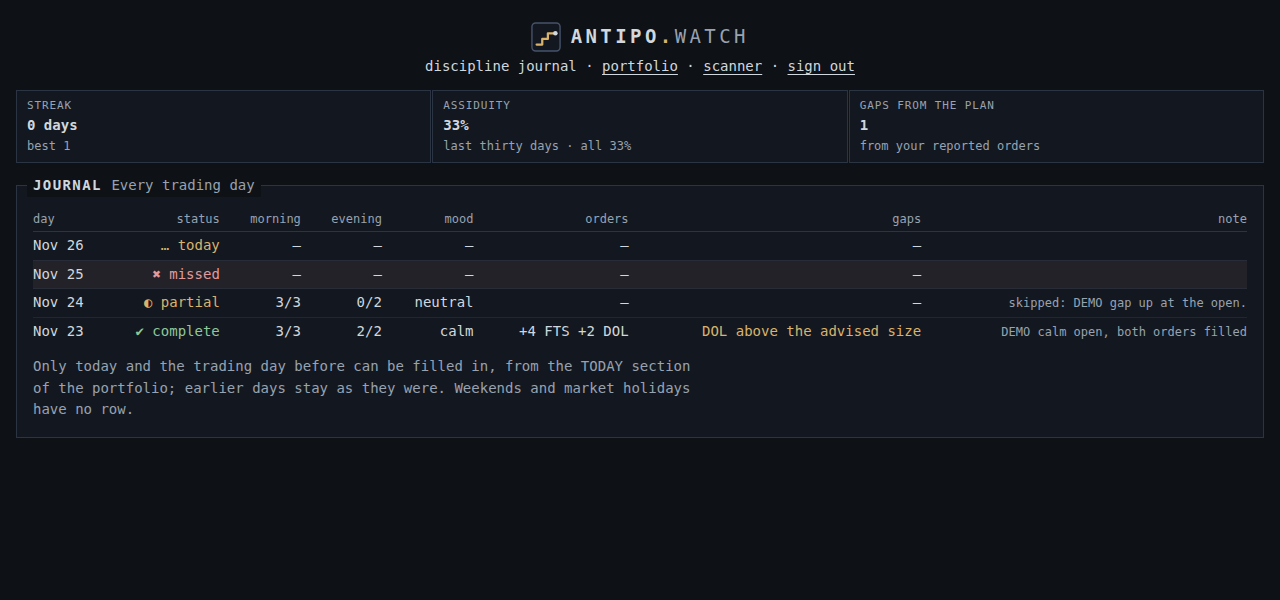 ANTIPO.WATCH
discipline journal · portfolio · scanner · sign out
STREAK
0 days
best 1
ASSIDUITY
33%
last thirty days · all 33%
GAPS FROM THE PLAN
1
from your reported orders
JOURNAL Every trading day
day status morning evening mood orders gaps note
Nov 26 … today — — — — —
Nov 25 ✖ missed — — — — —
Nov 24 ◐ partial 3/3 0/2 neutral — — skipped: DEMO gap up at the open.
Nov 23 ✔ complete 3/3 2/2 calm +4 FTS +2 DOL DOL above the advised size DEMO calm open, both orders filled
Only today and the trading day before can be filled in, from the TODAY section
of the portfolio; earlier days stay as they were. Weekends and market holidays
have no row.